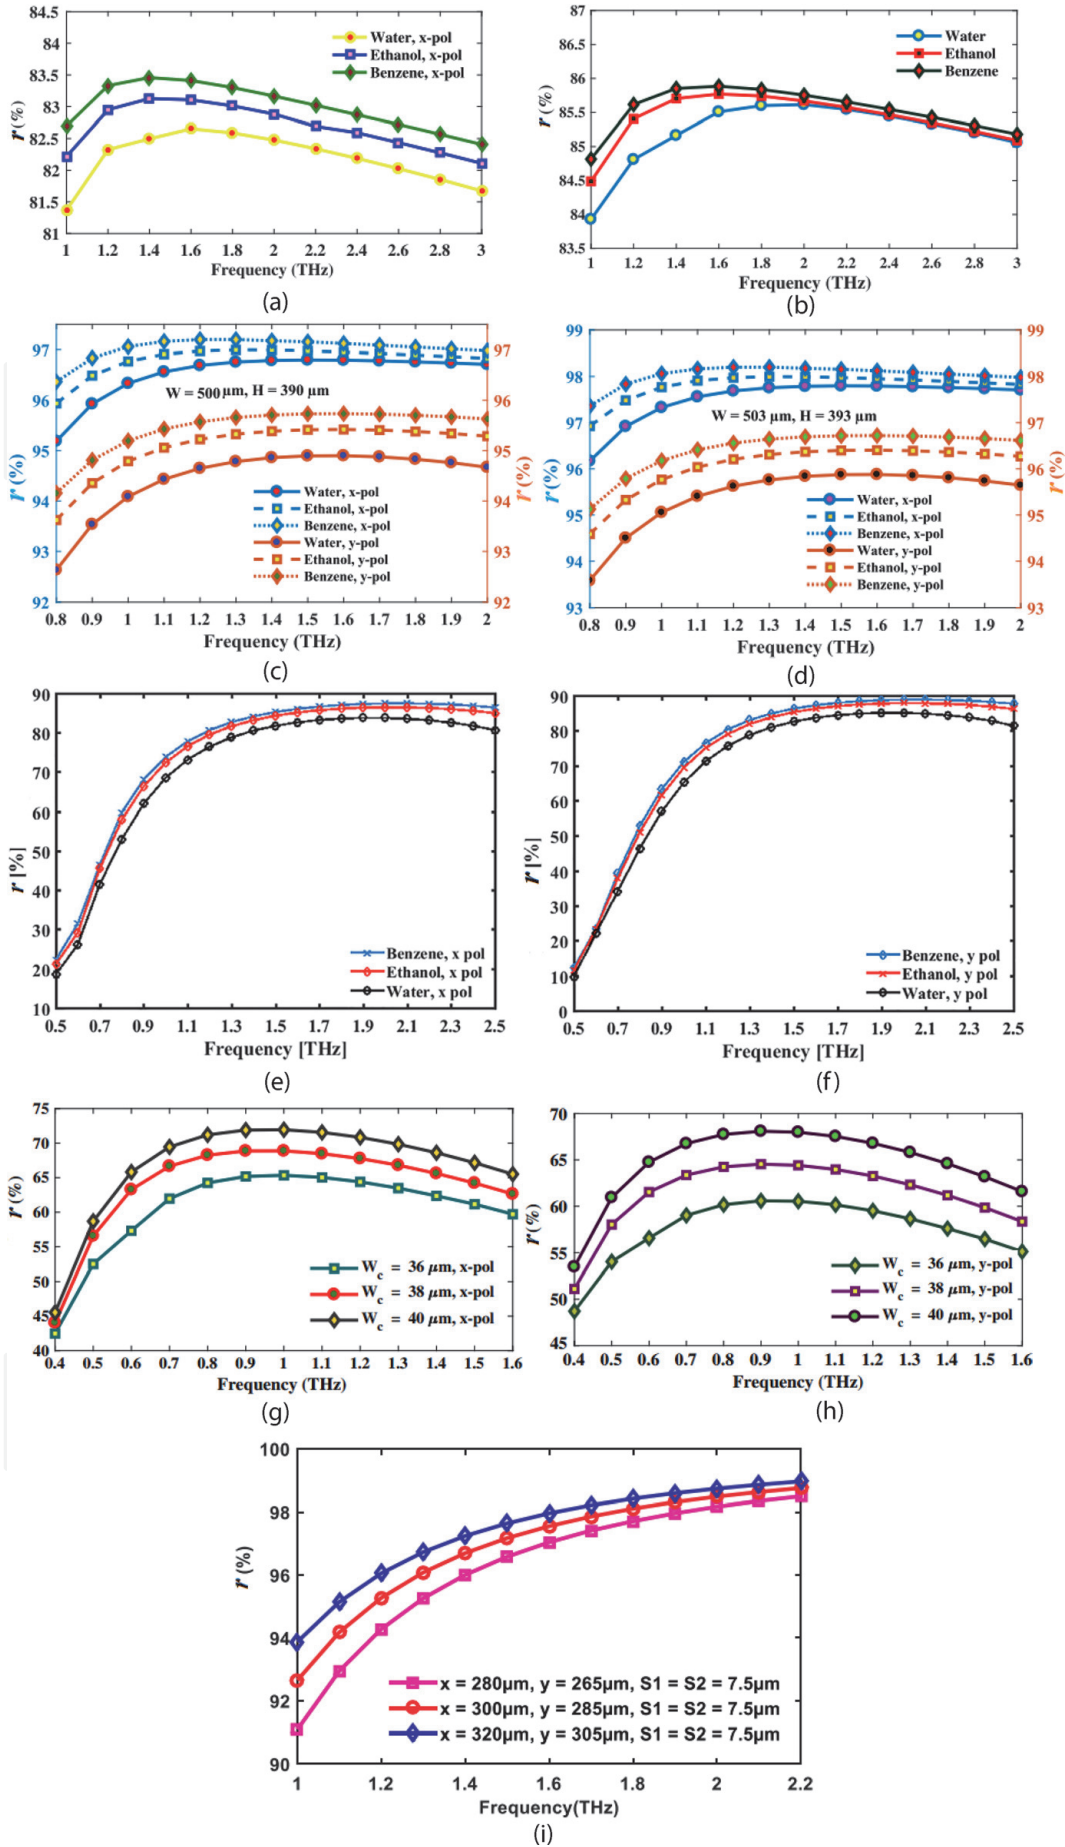 84.5
84
83.5
83
82.5
82
81.5
81
r (%)
1 1.2 1.4 1.6 1.8 2 2.2 2.4 2.6 2.8 3
Frequency (THz)
Water, x-pol
Ethanol, x-pol
Benzene, x-pol
(a)
87
86.5
86
85.5
85
84.5
84
83.5
r (%)
1 1.2 1.4 1.6 1.8 2 2.2 2.4 2.6 2.8 3
Frequency (THz)
Water
Ethanol
Benzene
(b)
97
96
95
94
93
92
r (%)
97
96
95
94
93
92
r (%)
W = 500 μm, H = 390 μm
Water, x-pol
Ethanol, x-pol
Benzene, x-pol
Water, y-pol
Ethanol, y-pol
Benzene, y-pol
0.8 0.9 1 1.1 1.2 1.3 1.4 1.5 1.6 1.7 1.8 1.9 2
Frequency (THz)
(c)
99
98
97
96
95
94
93
r (%)
99
98
97
96
95
94
93
r (%)
W = 503 μm, H = 393 μm
Water, x-pol
Ethanol, x-pol
Benzene, x-pol
Water, y-pol
Ethanol, y-pol
Benzene, y-pol
0.8 0.9 1 1.1 1.2 1.3 1.4 1.5 1.6 1.7 1.8 1.9 2
Frequency (THz)
(d)
90
80
70
60
50
40
30
20
10
r [%]
Benzene, x pol
Ethanol, x pol
Water, x pol
0.5 0.7 0.9 1.1 1.3 1.5 1.7 1.9 2.1 2.3 2.5
Frequency [THz]
(e)
90
80
70
60
50
40
30
20
10
0
r [%]
Benzene, y pol
Ethanol, y pol
Water, y pol
0.5 0.7 0.9 1.1 1.3 1.5 1.7 1.9 2.1 2.3 2.5
Frequency [THz]
(f)
75
70
65
60
55
50
45
40
r (%)
Wc = 36 μm, x-pol
Wc = 38 μm, x-pol
Wc = 40 μm, x-pol
0.4 0.5 0.6 0.7 0.8 0.9 1 1.1 1.2 1.3 1.4 1.5 1.6
Frequency (THz)
(g)
70
65
60
55
50
45
r (%)
Wc = 36 μm, y-pol
Wc = 38 μm, y-pol
Wc = 40 μm, y-pol
0.4 0.5 0.6 0.7 0.8 0.9 1 1.1 1.2 1.3 1.4 1.5 1.6
Frequency (THz)
(h)
100
98
96
94
92
90
r (%)
x = 280μm, y = 265μm, S1 = S2 = 7.5μm
x = 300μm, y = 285μm, S1 = S2 = 7.5μm
x = 320μm, y = 305μm, S1 = S2 = 7.5μm
1 1.2 1.4 1.6 1.8 2 2.2
Frequency(THz)
(i)